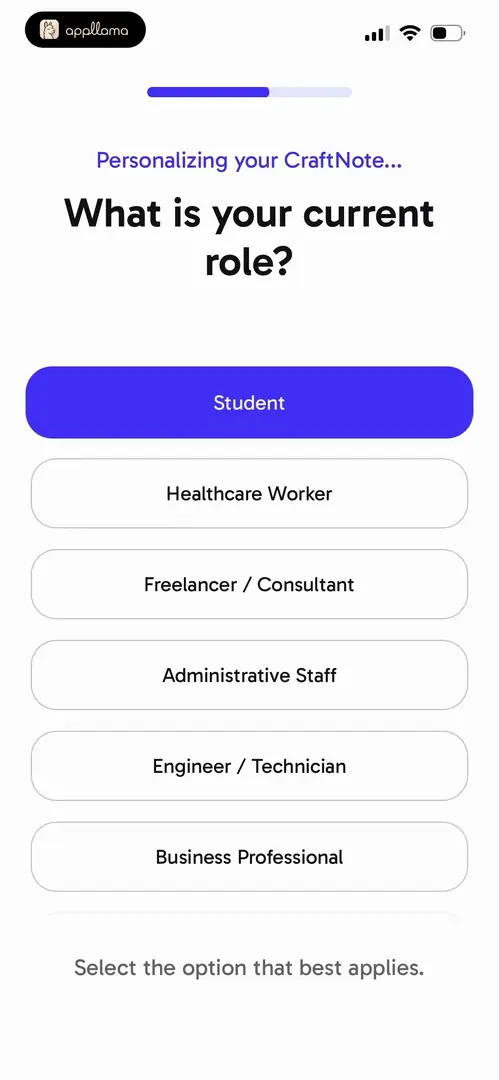 appllama
Personalizing your CraftNote...
What is your current
role?
Student
Healthcare Worker
Freelancer / Consultant
Administrative Staff
Engineer / Technician
Business Professional
Select the option that best applies.